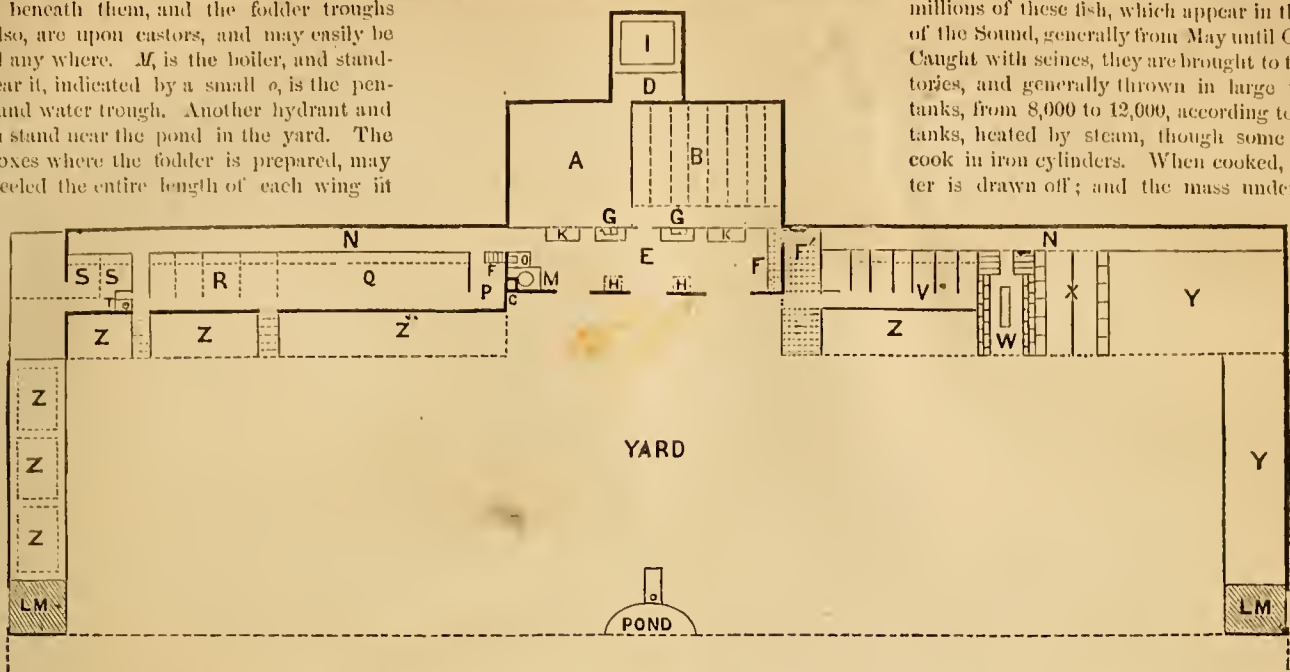 beneath them, and the fodder troughs
lso, are upon castors, and may easily be
any where. M, is the boiler, and stand-
ear it, indicated by a small o, is the pen-
and water trough. Another hydrant and
stand near the pond in the yard. The
oxes where the fodder is prepared, may
eeled the entire length of each wing in
millions of these fish, which appear in th
of the Sound, generally from May until O
Caught with seines, they are brought to t
tories, and generally thrown in large
tanks, from 8,000 to 12,000, according to
tanks, heated by steam, though some
cook in iron cylinders. When cooked,
ter is drawn off; and the mass unde
I
D
A B
G G
K K
N E N
F F F'
S S R Q P O M H H V X Y
T C
Z Z Z" Z W
Z
Z
Z
YARD
Y
LM LM
o
POND